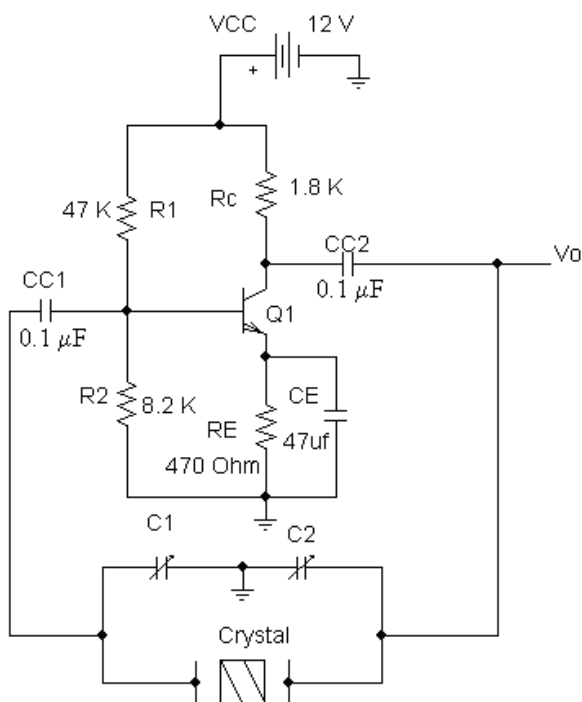 VCC 12 V
+
47 K R1
Rc 1.8 K
CC1
0.1 µF
CC2
0.1 µF
Vo
Q1
R2 8.2 K
RE
470 Ohm
CE
47uf
C1
C2
Crystal